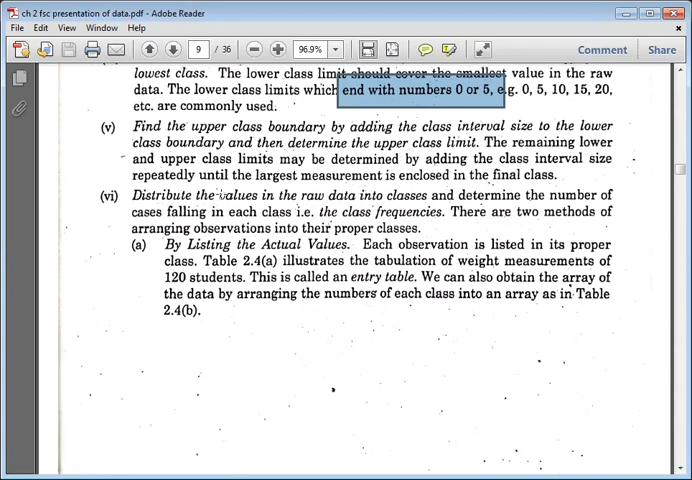 ch 2 fsc presentation of data.pdf - Adobe Reader
File Edit View Window Help
9 / 36 96.9% Comment Share
lowest class. The lower class limit should cover the smallest value in the raw
data. The lower class limits which end with numbers 0 or 5, e.g. 0, 5, 10, 15, 20,
etc. are commonly used.
(v) Find the upper class boundary by adding the class interval size to the lower
class boundary and then determine the upper class limit. The remaining lower
and upper class limits may be determined by adding the class interval size
repeatedly until the largest measurement is enclosed in the final class.
(vi) Distribute the values in the raw data into classes and determine the number of
cases falling in each class i.e. the class frequencies. There are two methods of
arranging observations into their proper classes.
(a) By Listing the Actual Values. Each observation is listed in its proper
class. Table 2.4(a) illustrates the tabulation of weight measurements of
120 students. This is called an entry table. We can also obtain the array of
the data by arranging the numbers of each class into an array as in Table
2.4(b).